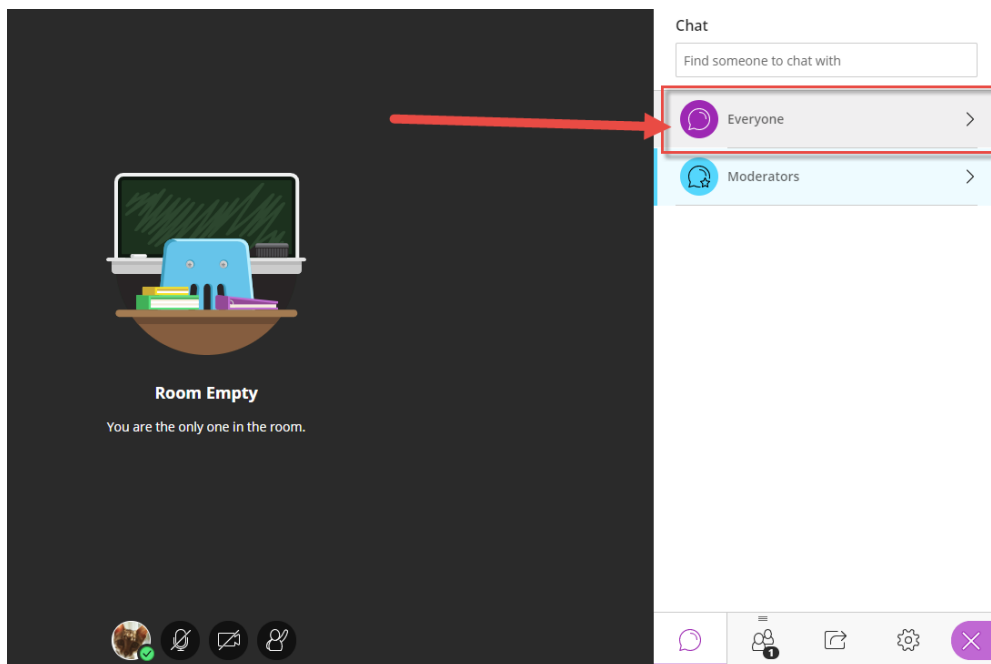 Chat
Find someone to chat with
Everyone
Moderators
Room Empty
You are the only one in the room.
1